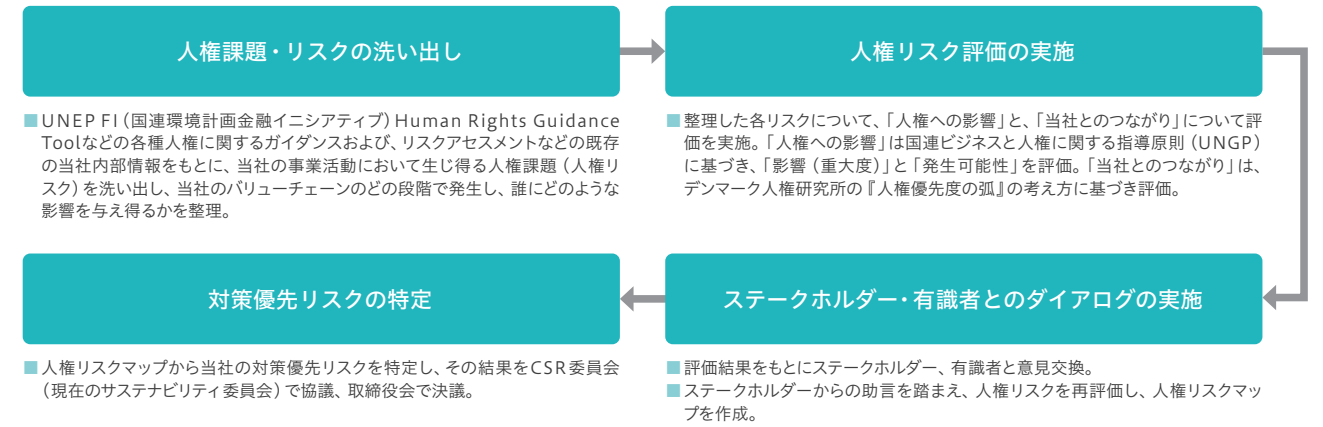 人権課題・リスクの洗い出し
■UNEP FI（国連環境計画金融イニシアティブ）Human Rights Guidance
Toolなどの各種人権に関するガイダンスおよび、リスクアセスメントなどの既存
の当社内部情報をもとに、当社の事業活動において生じ得る人権課題（人権リ
スク）を洗い出し、当社のバリューチェーンのどの段階で発生し、誰にどのような
影響を与え得るかを整理。
人権リスク評価の実施
■整理した各リスクについて、「人権への影響」と、「当社とのつながり」について評
価を実施。「人権への影響」は国連ビジネスと人権に関する指導原則（UNGP）
に基づき、「影響（重大度）」と「発生可能性」を評価。「当社とのつながり」は、
デンマーク人権研究所の『人権優先度の弧』の考え方に基づき評価。
ステークホルダー・有識者とのダイアログの実施
■評価結果をもとにステークホルダー、有識者と意見交換。
■ステークホルダーからの助言を踏まえ、人権リスクを再評価し、人権リスクマッ
プを作成。
対策優先リスクの特定
■人権リスクマップから当社の対策優先リスクを特定し、その結果をCSR委員会
（現在のサステナビリティ委員会）で協議、取締役会で決議。